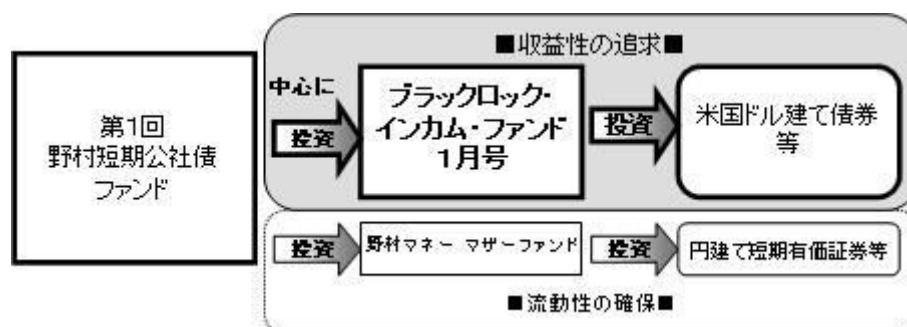 ■収益性の追求■
第1回
野村短期公社債
ファンド
中心に
投資
ブラックロック・
インカム・ファンド
1月号
投資
米国ドル建て債券
等
投資
野村マネー マザーファンド
投資
円建て短期有価証券等
■流動性の確保■